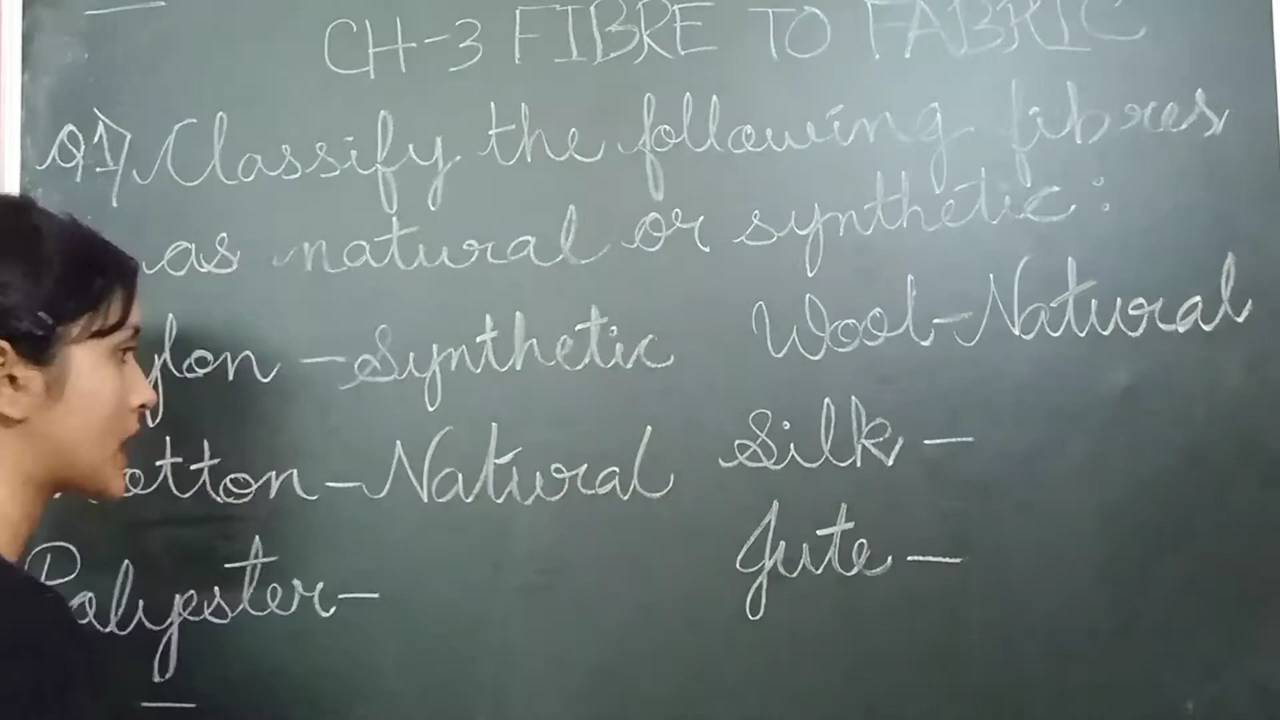 CH-3 FIBRE TO FABRIC
Q1) Classify the following fibres
as natural or synthetic:
ylon - Synthetic Wool - Natural
otton - Natural Silk -
Polyester - Jute -